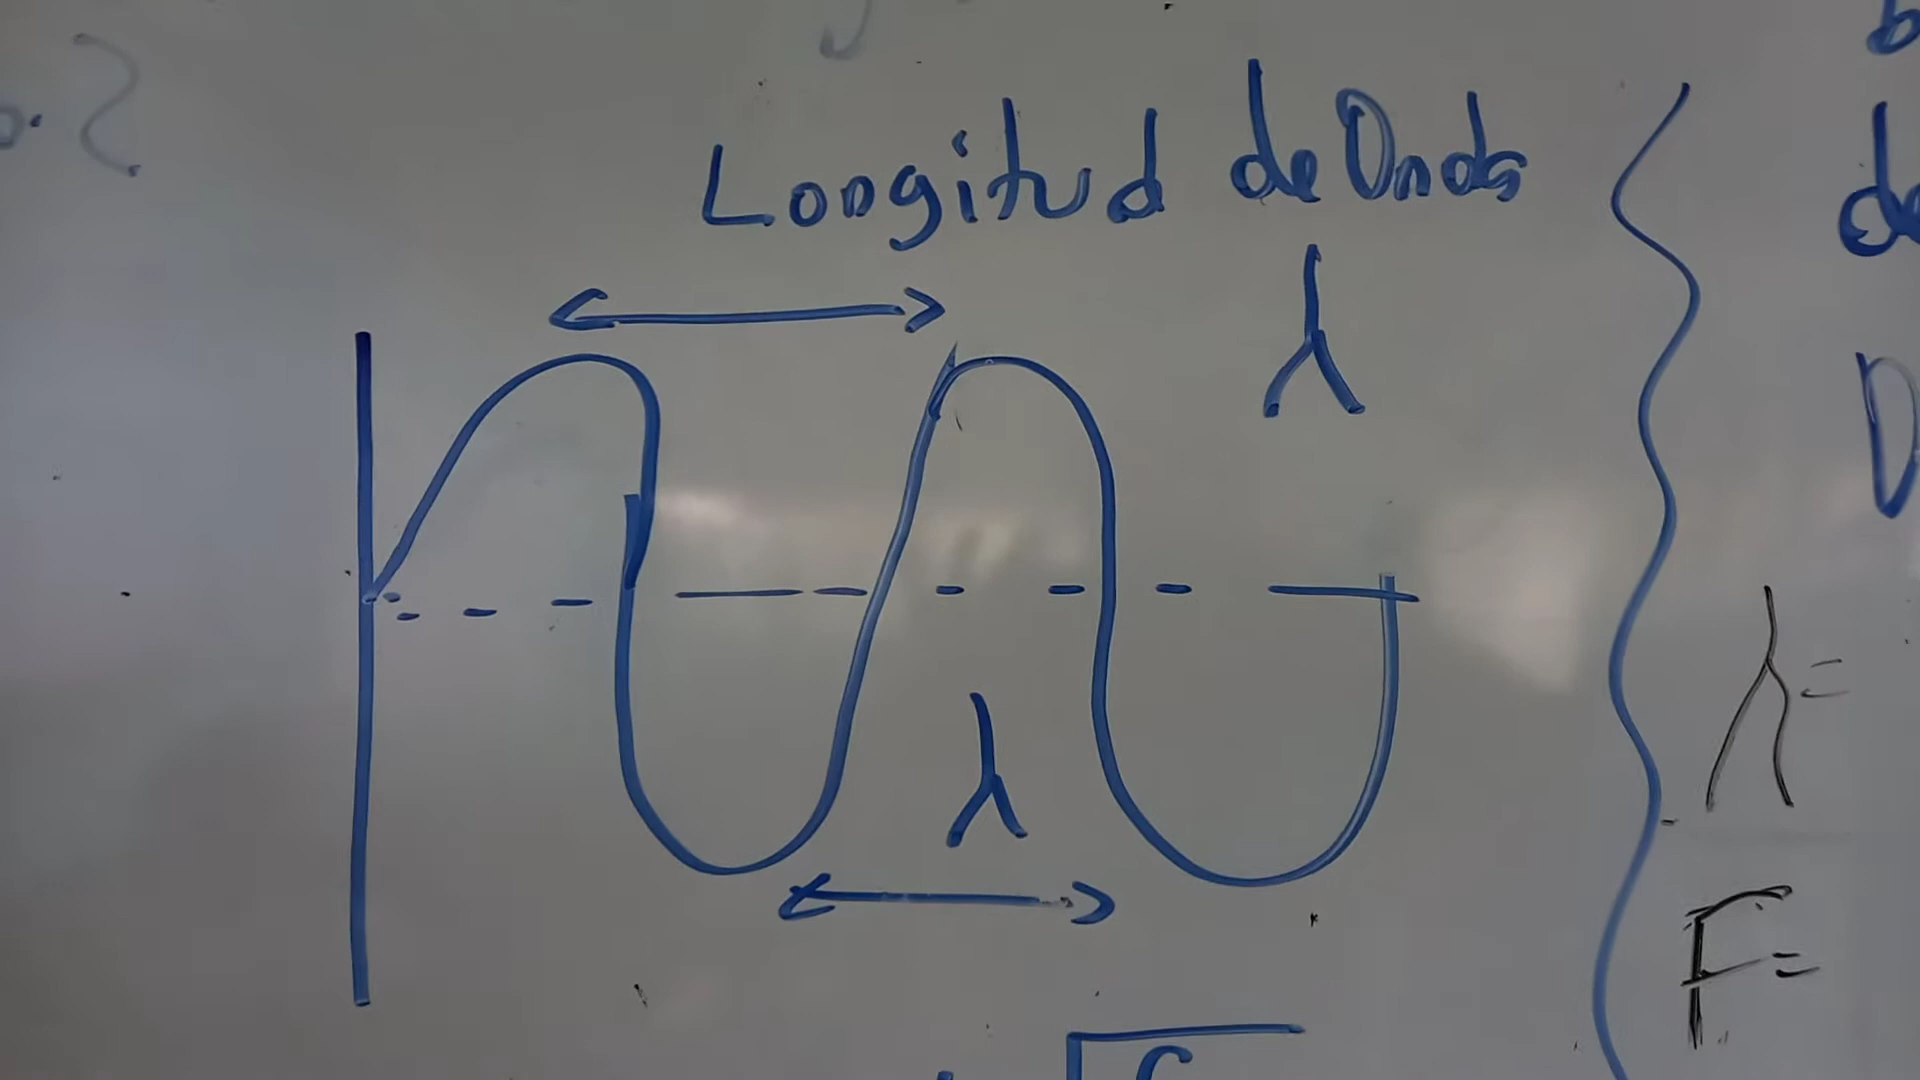 Longitud de Onda
λ
λ
λ=
F=